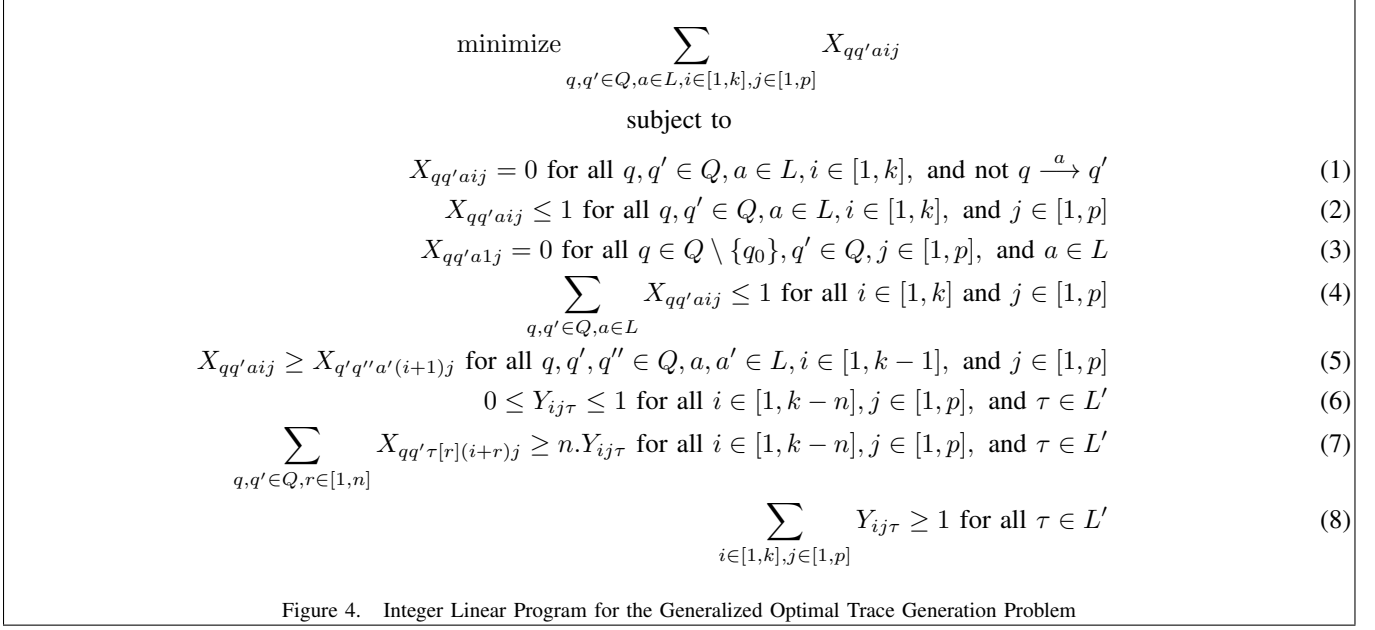 minimize ∑ X_{qq′aij}
q,q′∈Q,a∈L,i∈[1,k],j∈[1,p]
subject to
X_{qq′aij} = 0 for all q, q′ ∈ Q, a ∈ L, i ∈ [1, k], and not q —a→ q′ (1)
X_{qq′aij} ≤ 1 for all q, q′ ∈ Q, a ∈ L, i ∈ [1, k], and j ∈ [1, p] (2)
X_{qq′a1j} = 0 for all q ∈ Q \ {q₀}, q′ ∈ Q, j ∈ [1, p], and a ∈ L (3)
∑ X_{qq′aij} ≤ 1 for all i ∈ [1, k] and j ∈ [1, p] (4)
q,q′∈Q,a∈L
X_{qq′aij} ≥ X_{q′q″a′(i+1)j} for all q, q′, q″ ∈ Q, a, a′ ∈ L, i ∈ [1, k − 1], and j ∈ [1, p] (5)
0 ≤ Y_{ijτ} ≤ 1 for all i ∈ [1, k − n], j ∈ [1, p], and τ ∈ L′ (6)
∑ X_{qq′τ[r](i+r)j} ≥ n.Y_{ijτ} for all i ∈ [1, k − n], j ∈ [1, p], and τ ∈ L′ (7)
q,q′∈Q,r∈[1,n]
∑ Y_{ijτ} ≥ 1 for all τ ∈ L′ (8)
i∈[1,k],j∈[1,p]
Figure 4. Integer Linear Program for the Generalized Optimal Trace Generation Problem